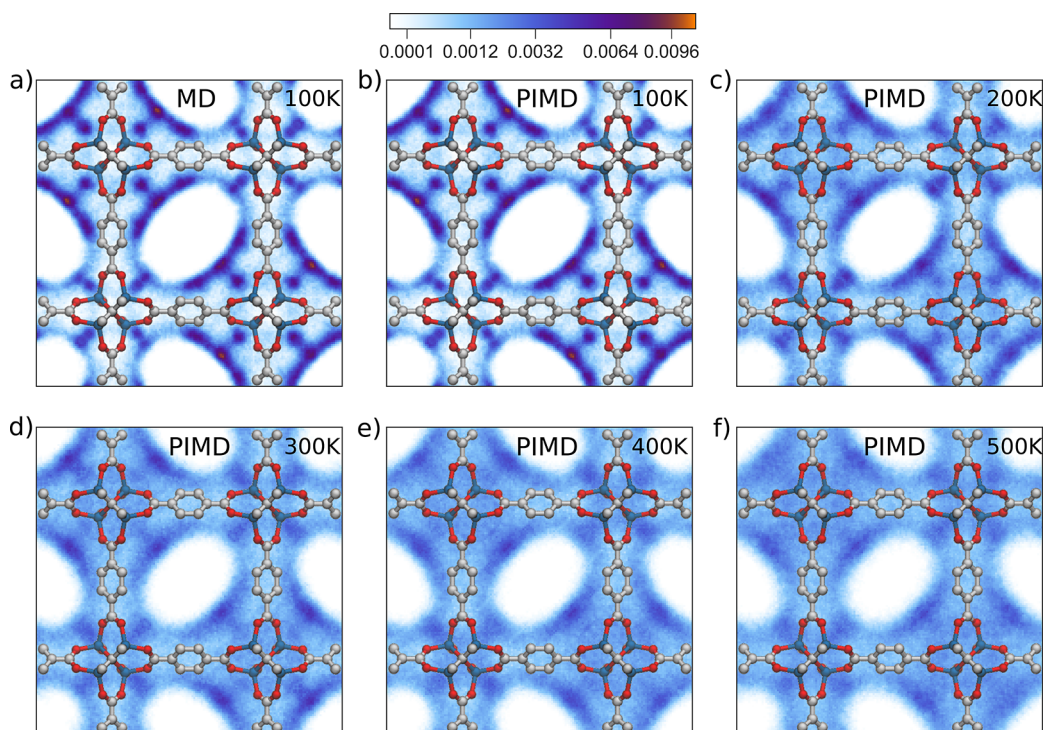 0.0001 0.0012 0.0032 0.0064 0.0096
a) MD 100K
b) PIMD 100K
c) PIMD 200K
d) PIMD 300K
e) PIMD 400K
f) PIMD 500K